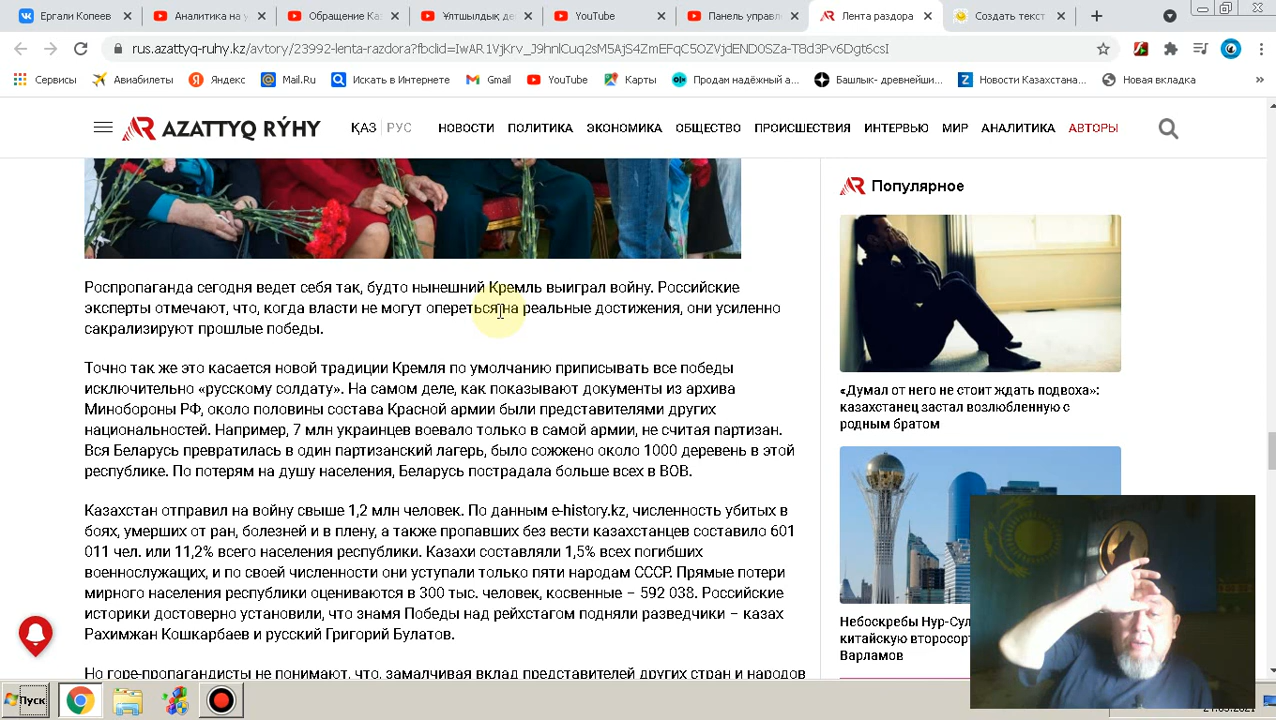 Ергали Копеев
Аналитика на у
Обращение Ка
Ұлтшылдық де
YouTube
Панель управл
Лента раздора
Создать текст
rus.azattyq-ruhy.kz/avtory/23992-lenta-razdora?fbclid=IwAR1VjKrv_J9hnlCuq2sM5AjS4ZmEFqC5OZVjdEND0SZa-T8d3Pv6Dgt6csI
Сервисы
Авиабилеты
Яндекс
Mail.Ru
Искать в Интернете
Gmail
YouTube
Карты
Продам надёжный а...
Башлык- древнейши...
Новости Казахстана...
Новая вкладка
AZATTYQ RÝHY
ҚАЗ | РУС
НОВОСТИ ПОЛИТИКА ЭКОНОМИКА ОБЩЕСТВО ПРОИСШЕСТВИЯ ИНТЕРВЬЮ МИР АНАЛИТИКА АВТОРЫ
Роспропаганда сегодня ведет себя так, будто нынешний Кремль выиграл войну. Российские
эксперты отмечают, что, когда власти не могут опереться на реальные достижения, они усиленно
сакрализируют прошлые победы.
Точно так же это касается новой традиции Кремля по умолчанию приписывать все победы
исключительно «русскому солдату». На самом деле, как показывают документы из архива
Минобороны РФ, около половины состава Красной армии были представителями других
национальностей. Например, 7 млн украинцев воевало только в самой армии, не считая партизан.
Вся Беларусь превратилась в один партизанский лагерь, было сожжено около 1000 деревень в этой
республике. По потерям на душу населения, Беларусь пострадала больше всех в ВОВ.
Казахстан отправил на войну свыше 1,2 млн человек. По данным e-history.kz, численность убитых в
боях, умерших от ран, болезней и в плену, а также пропавших без вести казахстанцев составило 601
011 чел. или 11,2% всего населения республики. Казахи составляли 1,5% всех погибших
военнослужащих, и по своей численности они уступали только пяти народам СССР. Прямые потери
мирного населения республики оцениваются в 300 тыс. человек, косвенные – 592 038. Российские
историки достоверно установили, что знамя Победы над рейхстагом подняли разведчики – казах
Рахимжан Кошкарбаев и русский Григорий Булатов.
Но горе-пропагандисты не понимают, что, замалчивая вклад представителей других стран и народов
Популярное
«Думал от него не стоит ждать подвоха»:
казахстанец застал возлюбленную с
родным братом
Небоскребы Нур-Сул
китайскую второсорт
Варламов
Пуск